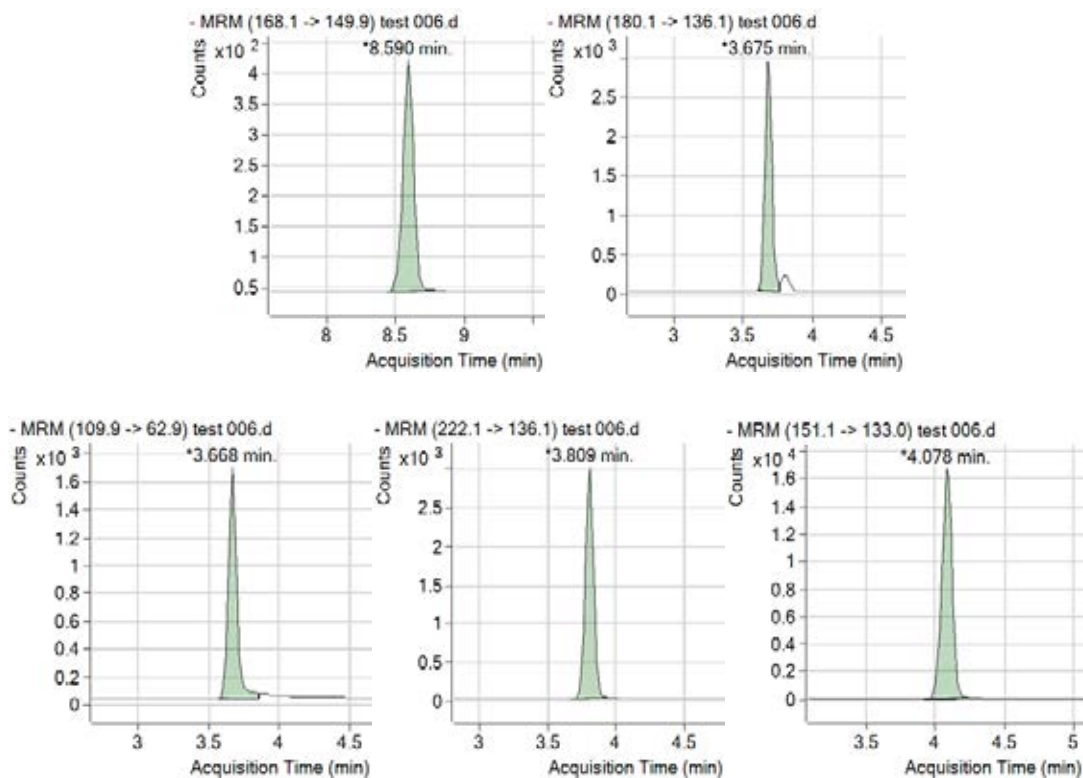 - MRM (168.1 -> 149.9) test 006.d
Counts
x10 2
*8.590 min.
4
3.5
3
2.5
2
1.5
1
0.5
8 8.5 9
Acquisition Time (min)
- MRM (180.1 -> 136.1) test 006.d
Counts
x10 3
*3.675 min.
2.5
2
1.5
1
0.5
0
3 3.5 4 4.5
Acquisition Time (min)
- MRM (109.9 -> 62.9) test 006.d
Counts
x10 3
*3.668 min.
1.6
1.4
1.2
1
0.8
0.6
0.4
0.2
0
3 3.5 4 4.5
Acquisition Time (min)
- MRM (222.1 -> 136.1) test 006.d
Counts
x10 3
*3.809 min.
2.5
2
1.5
1
0.5
0
3 3.5 4 4.5
Acquisition Time (min)
- MRM (151.1 -> 133.0) test 006.d
Counts
x10 4
*4.078 min.
1.6
1.4
1.2
1
0.8
0.6
0.4
0.2
0
3.5 4 4.5 5
Acquisition Time (min)